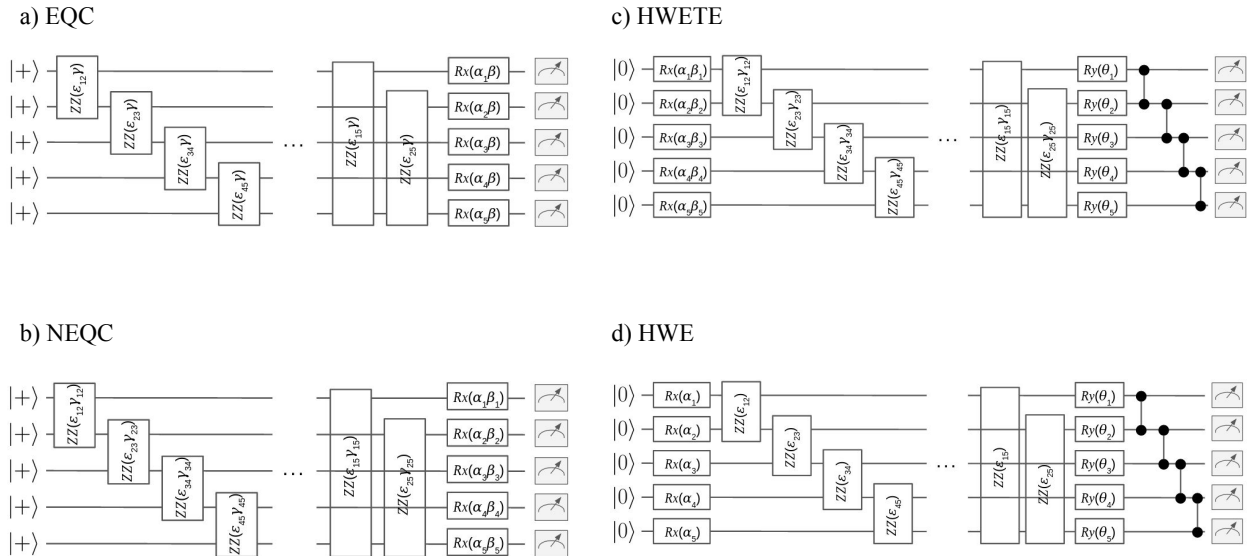 a) EQC
|+⟩
|+⟩
|+⟩
|+⟩
|+⟩
ZZ(ε₁₂γ)
ZZ(ε₂₃γ)
ZZ(ε₃₄γ)
ZZ(ε₄₅γ)
...
ZZ(ε₁₅γ)
ZZ(ε₂₅γ)
Rx(α₁β)
Rx(α₂β)
Rx(α₃β)
Rx(α₄β)
Rx(α₅β)
c) HWETE
|0⟩
|0⟩
|0⟩
|0⟩
|0⟩
Rx(α₁β₁)
Rx(α₂β₂)
Rx(α₃β₃)
Rx(α₄β₄)
Rx(α₅β₅)
ZZ(ε₁₂γ₁₂)
ZZ(ε₂₃γ₂₃)
ZZ(ε₃₄γ₃₄)
ZZ(ε₄₅γ₄₅)
...
ZZ(ε₁₅γ₁₅)
ZZ(ε₂₅γ₂₅)
Ry(θ₁)
Ry(θ₂)
Ry(θ₃)
Ry(θ₄)
Ry(θ₅)
b) NEQC
|+⟩
|+⟩
|+⟩
|+⟩
|+⟩
ZZ(ε₁₂γ₁₂)
ZZ(ε₂₃γ₂₃)
ZZ(ε₃₄γ₃₄)
ZZ(ε₄₅γ₄₅)
...
ZZ(ε₁₅γ₁₅)
ZZ(ε₂₅γ₂₅)
Rx(α₁β₁)
Rx(α₂β₂)
Rx(α₃β₃)
Rx(α₄β₄)
Rx(α₅β₅)
d) HWE
|0⟩
|0⟩
|0⟩
|0⟩
|0⟩
Rx(α₁)
Rx(α₂)
Rx(α₃)
Rx(α₄)
Rx(α₅)
ZZ(ε₁₂)
ZZ(ε₂₃)
ZZ(ε₃₄)
ZZ(ε₄₅)
...
ZZ(ε₁₅)
ZZ(ε₂₅)
Ry(θ₁)
Ry(θ₂)
Ry(θ₃)
Ry(θ₄)
Ry(θ₅)